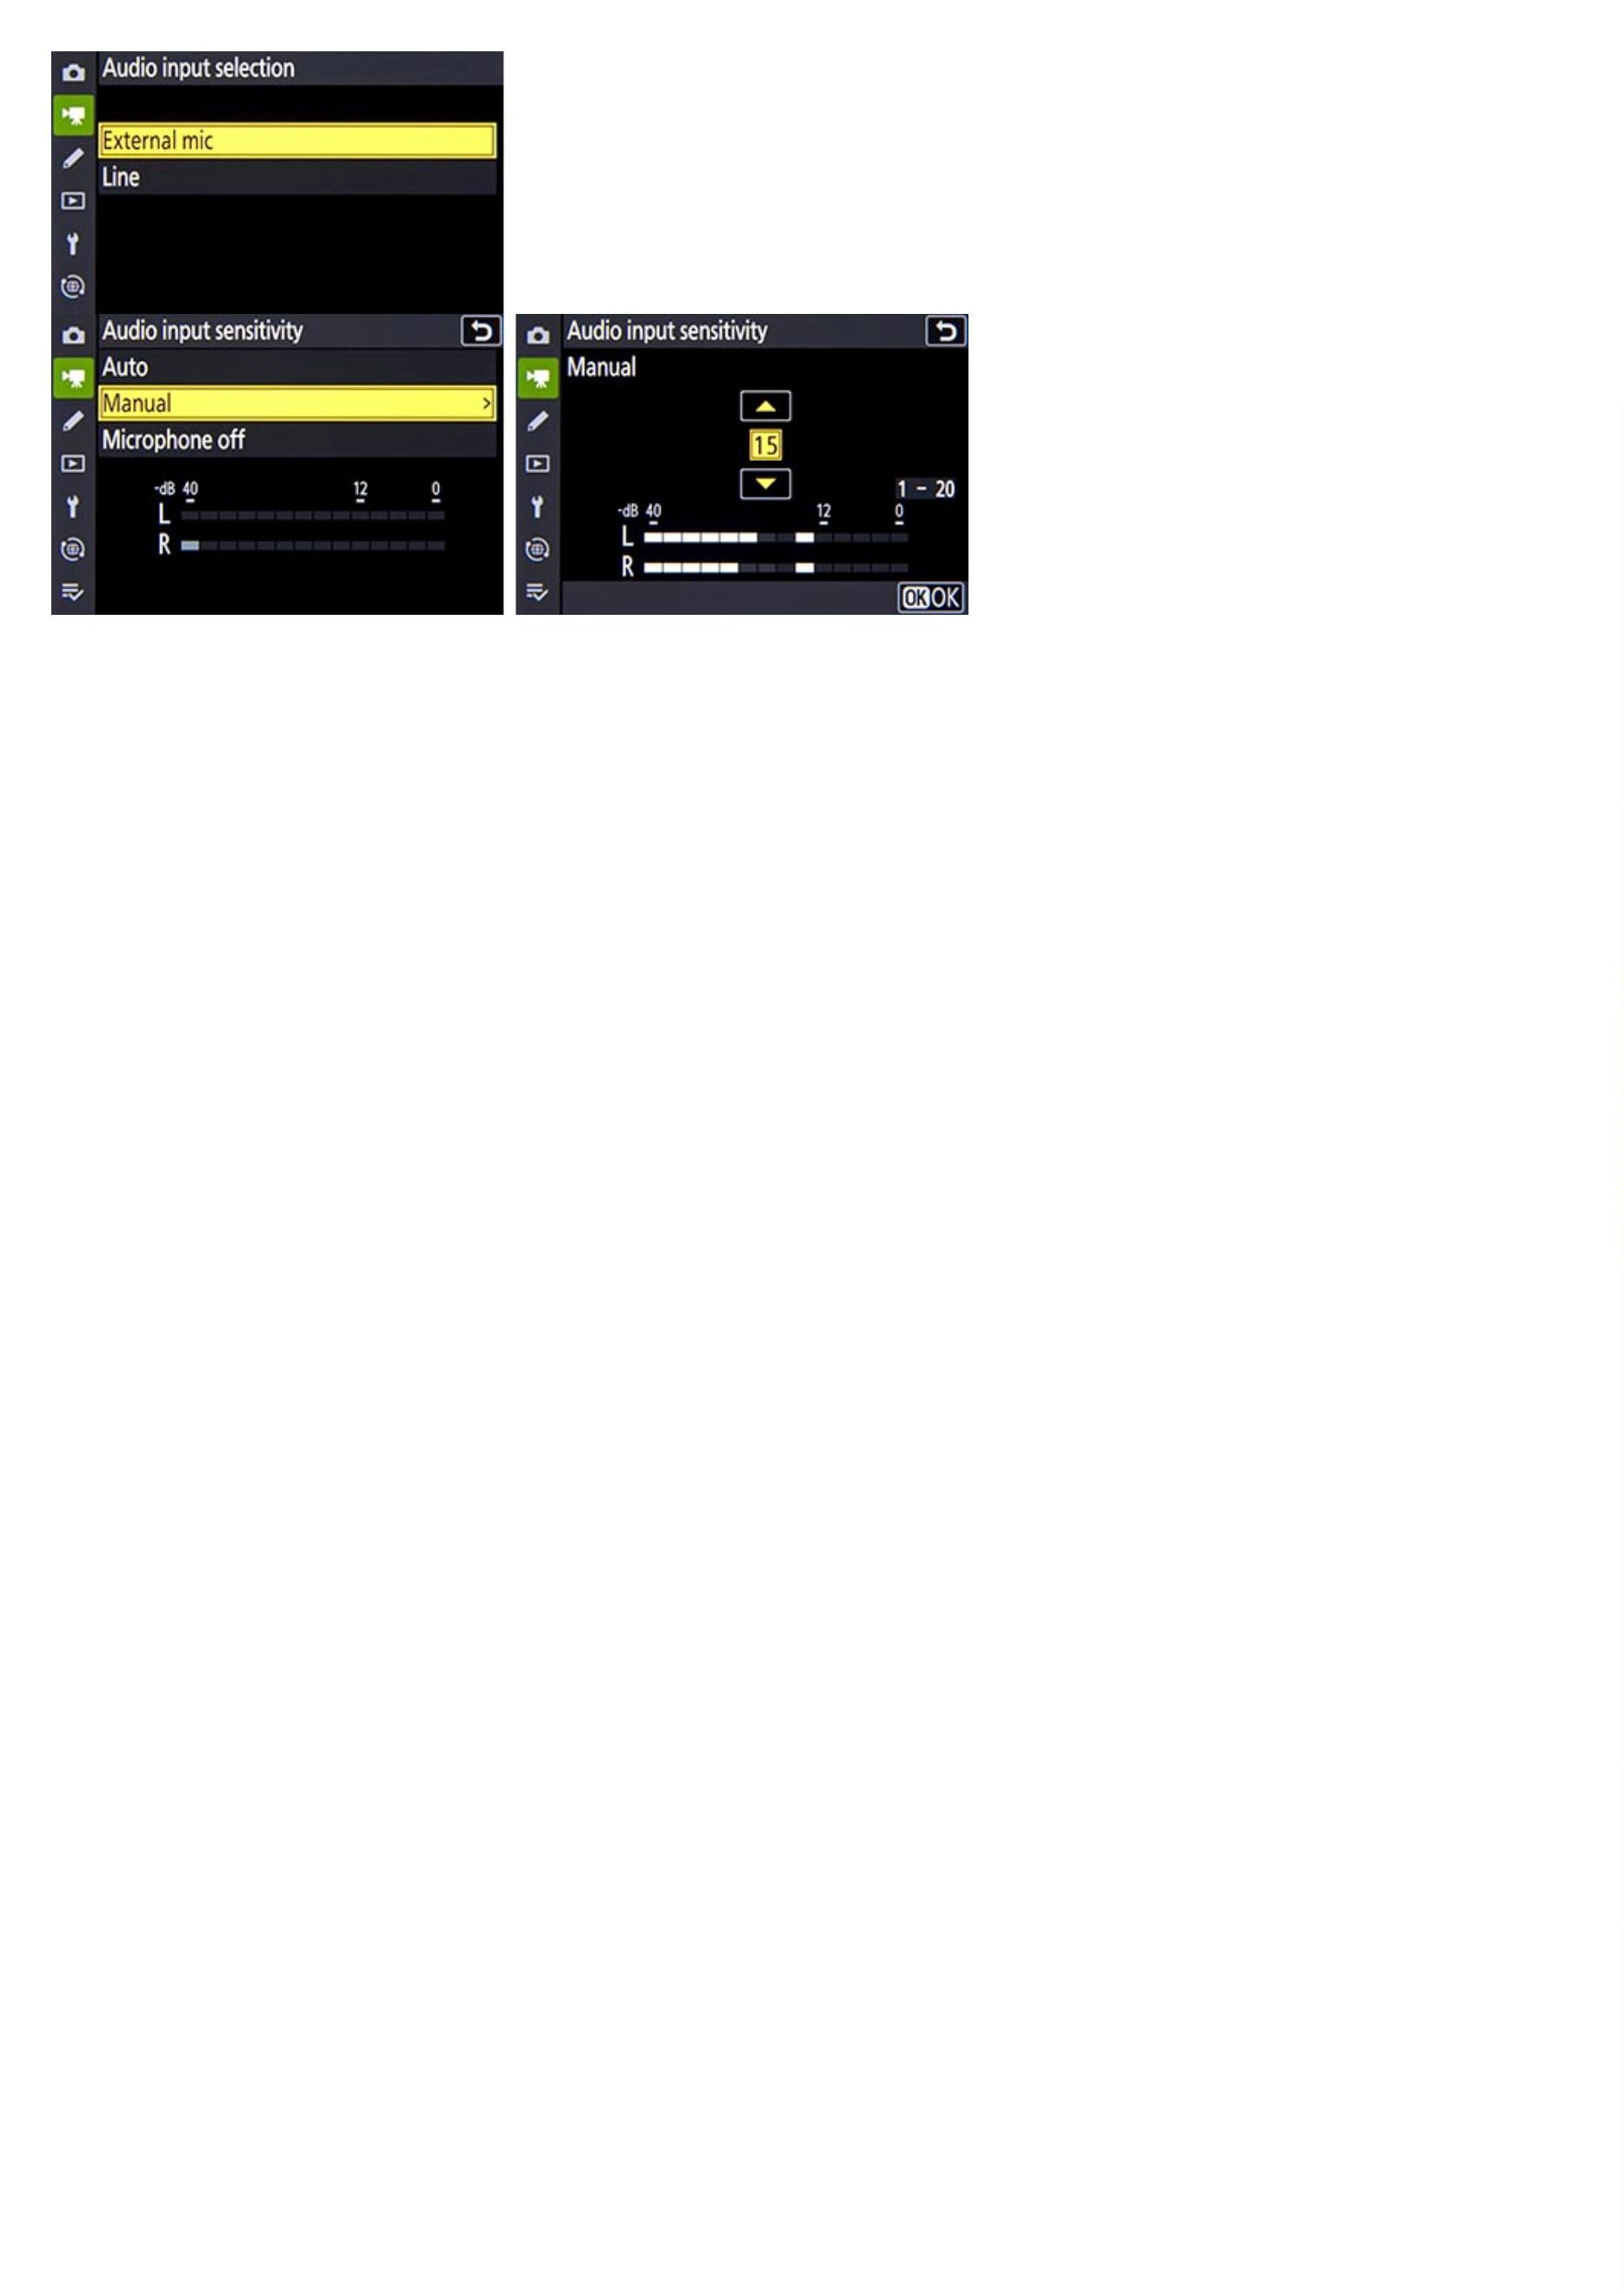 Audio input selection
External mic
Line
Audio input sensitivity
Auto
Manual >
Microphone off
-dB 40 12 0
L
R
Audio input sensitivity
Manual
15
1 – 20
-dB 40 12 0
L
R
OK OK